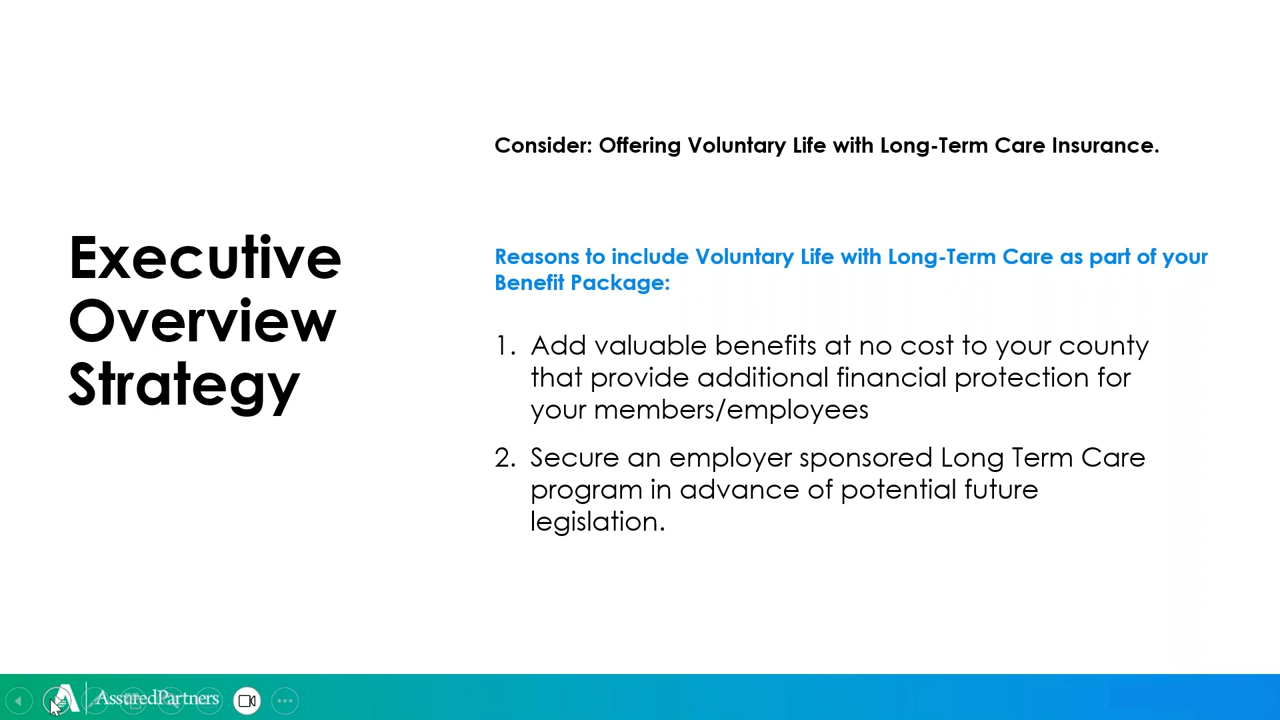 Consider: Offering Voluntary Life with Long-Term Care Insurance.
Executive
Overview
Strategy
Reasons to include Voluntary Life with Long-Term Care as part of your
Benefit Package:
1. Add valuable benefits at no cost to your county
that provide additional financial protection for
your members/employees
2. Secure an employer sponsored Long Term Care
program in advance of potential future
legislation.
AssuredPartners